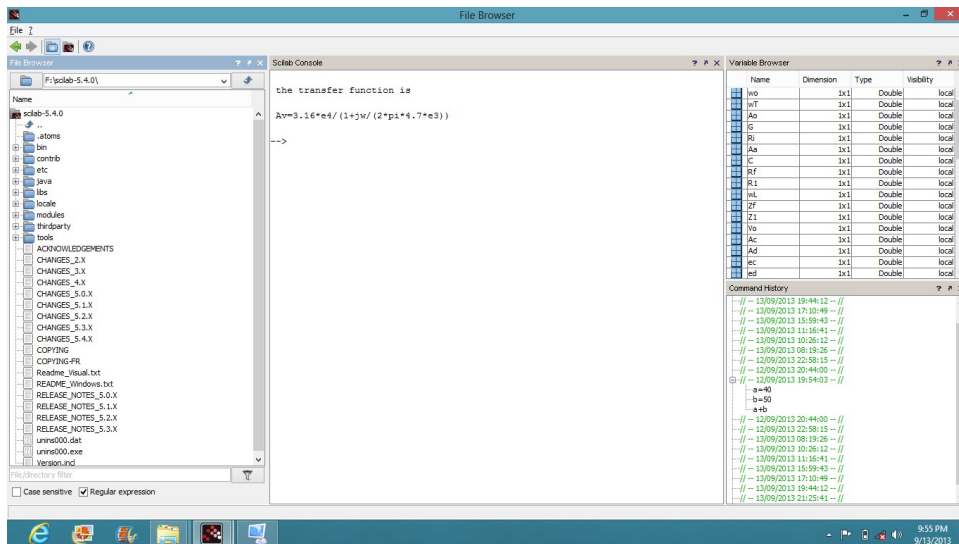 File Browser
File ?
File Browser
F:\scilab-5.4.0\
Name
scilab-5.4.0
..
.atoms
bin
contrib
etc
java
libs
locale
modules
thirdparty
tools
ACKNOWLEDGEMENTS
CHANGES_2.X
CHANGES_3.X
CHANGES_4.X
CHANGES_5.0.X
CHANGES_5.1.X
CHANGES_5.2.X
CHANGES_5.3.X
CHANGES_5.4.X
COPYING
COPYING-FR
Readme_Visual.txt
README_Windows.txt
RELEASE_NOTES_5.0.X
RELEASE_NOTES_5.1.X
RELEASE_NOTES_5.2.X
RELEASE_NOTES_5.3.X
unins000.dat
unins000.exe
Version.incl
File/directory filter
Case sensitive Regular expression
Scilab Console
the transfer function is
Av=3.16*e4/(1+jw/(2*pi*4.7*e3))
-->
Variable Browser
Name Dimension Type Visibility
wo 1x1 Double local
wT 1x1 Double local
Ao 1x1 Double local
G 1x1 Double local
Ri 1x1 Double local
Aa 1x1 Double local
C 1x1 Double local
Rf 1x1 Double local
R1 1x1 Double local
wL 1x1 Double local
Zf 1x1 Double local
Z1 1x1 Double local
Vo 1x1 Double local
Ac 1x1 Double local
Ad 1x1 Double local
ec 1x1 Double local
ed 1x1 Double local
Command History
// -- 13/09/2013 19:44:12 -- //
// -- 13/09/2013 17:10:49 -- //
// -- 13/09/2013 15:59:43 -- //
// -- 13/09/2013 11:16:41 -- //
// -- 13/09/2013 10:26:12 -- //
// -- 13/09/2013 08:19:26 -- //
// -- 12/09/2013 22:58:15 -- //
// -- 12/09/2013 20:44:00 -- //
// -- 12/09/2013 19:54:03 -- //
a=40
b=50
a+b
// -- 12/09/2013 20:44:00 -- //
// -- 12/09/2013 22:58:15 -- //
// -- 13/09/2013 08:19:26 -- //
// -- 13/09/2013 10:26:12 -- //
// -- 13/09/2013 11:16:41 -- //
// -- 13/09/2013 15:59:43 -- //
// -- 13/09/2013 17:10:49 -- //
// -- 13/09/2013 19:44:12 -- //
// -- 13/09/2013 21:25:41 -- //
9:55 PM
9/13/2013